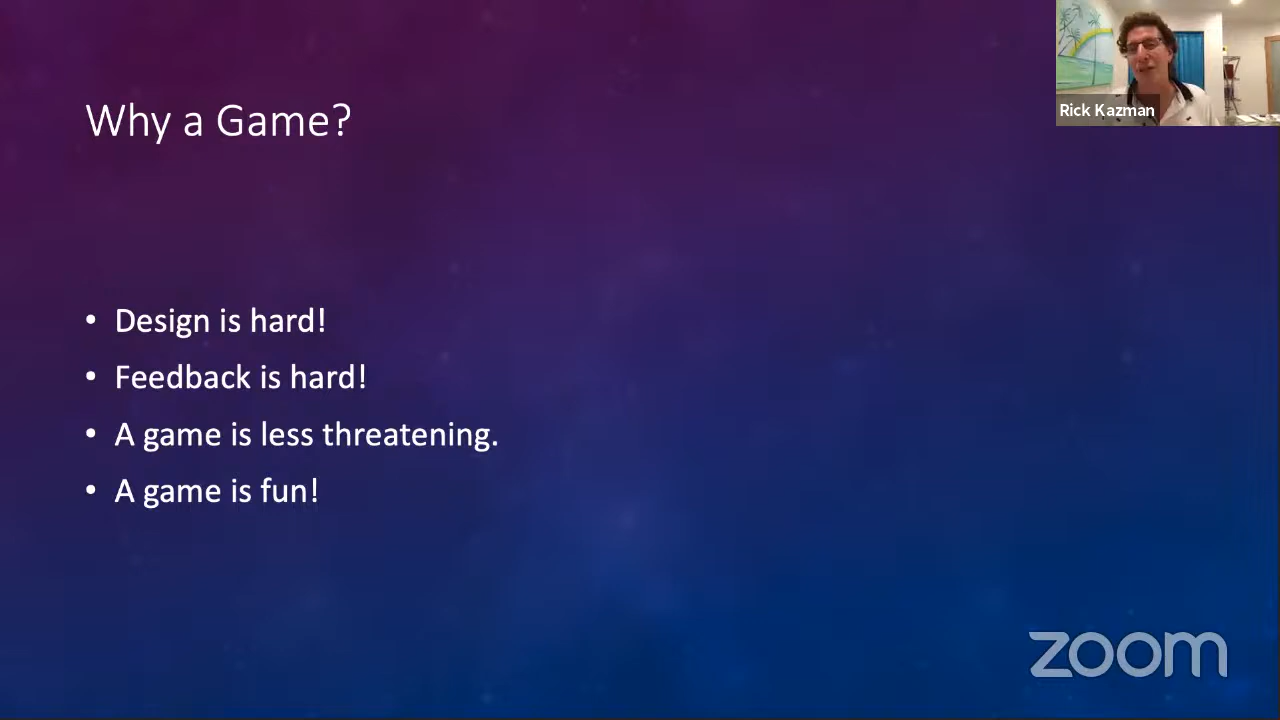 Why a Game?
Rick Kazman
• Design is hard!
• Feedback is hard!
• A game is less threatening.
• A game is fun!
zoom